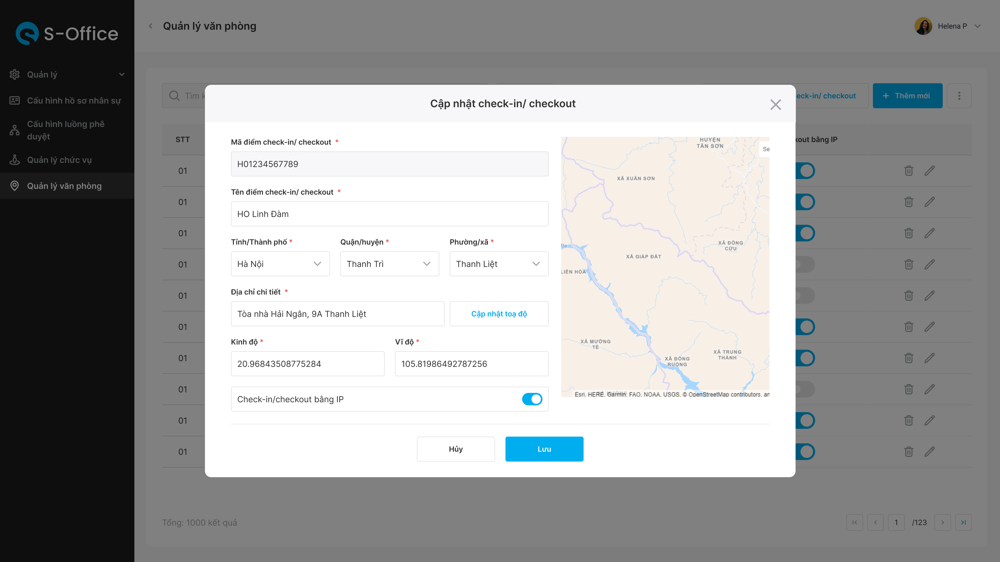 S-Office
Quản lý
Cấu hình hồ sơ nhân sự
Cấu hình luồng phê
duyệt
Quản lý chức vụ
Quản lý văn phòng
Quản lý văn phòng
Helena P
Tìm k
eck-in/ checkout
+ Thêm mới
STT
kout bằng IP
01
01
01
01
01
01
01
01
01
01
Cập nhật check-in/ checkout
Mã điểm check-in/ checkout *
H01234567789
Tên điểm check-in/ checkout *
HO Linh Đàm
Tỉnh/Thành phố *
Quận/huyện *
Phường/xã *
Hà Nội
Thanh Trì
Thanh Liệt
Địa chỉ chi tiết *
Tòa nhà Hải Ngân, 9A Thanh Liệt
Cập nhật toạ độ
Kinh độ *
Vĩ độ *
20.96843508775284
105.81986492787256
Check-in/checkout bằng IP
HUYỆN
TÂN SƠN
Se
XÃ XUÂN SƠN
XÃ ĐÔNG
CỬU
Da
XÃ GIÁP ĐẮT
LIÊN HÒA
XÃ MƯỜNG
TÈ
XÃ TRUNG
THÀNH
XÃ ĐỒNG
RUỘNG
Esri, HERE, Garmin, FAO, NOAA, USGS, © OpenStreetMap contributors, an
Hủy
Lưu
Tổng: 1000 kết quả
1
/123